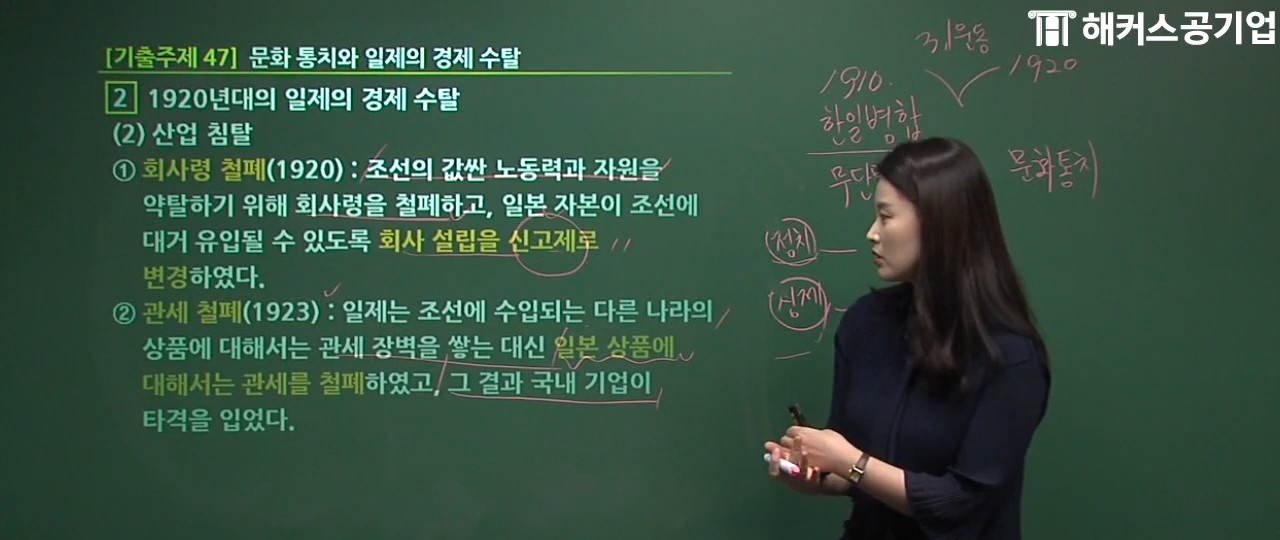 해커스공기업
[기출주제 47] 문화 통치와 일제의 경제 수탈
2 1920년대의 일제의 경제 수탈
(2) 산업 침탈
① 회사령 철폐(1920) : 조선의 값싼 노동력과 자원을
약탈하기 위해 회사령을 철폐하고, 일본 자본이 조선에
대거 유입될 수 있도록 회사 설립을 신고제로
변경하였다.
② 관세 철폐(1923) : 일제는 조선에 수입되는 다른 나라의
상품에 대해서는 관세 장벽을 쌓는 대신 일본 상품에
대해서는 관세를 철폐하였고, 그 결과 국내 기업이
타격을 입었다.
3.1운동
1910.
1920
한일병합
무단
문화통치
정치